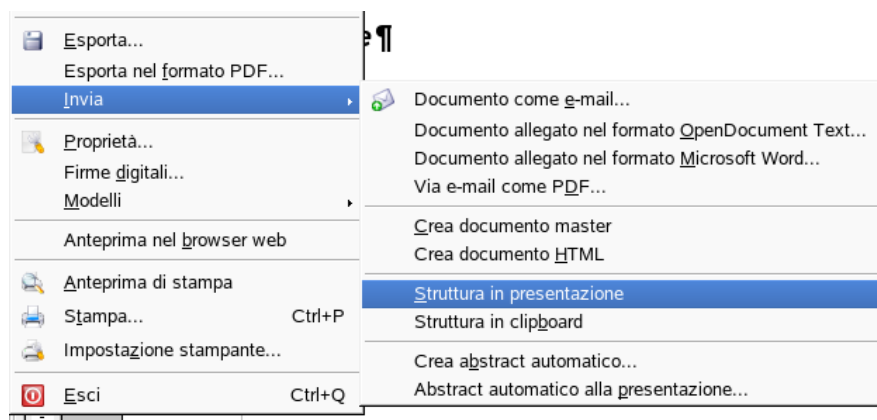 e¶
Esporta...
Esporta nel formato PDF...
Invia
Proprietà...
Firme digitali...
Modelli
Anteprima nel browser web
Anteprima di stampa
Stampa... Ctrl+P
Impostazione stampante...
Esci Ctrl+Q
Documento come e-mail...
Documento allegato nel formato OpenDocument Text...
Documento allegato nel formato Microsoft Word...
Via e-mail come PDF...
Crea documento master
Crea documento HTML
Struttura in presentazione
Struttura in clipboard
Crea abstract automatico...
Abstract automatico alla presentazione...